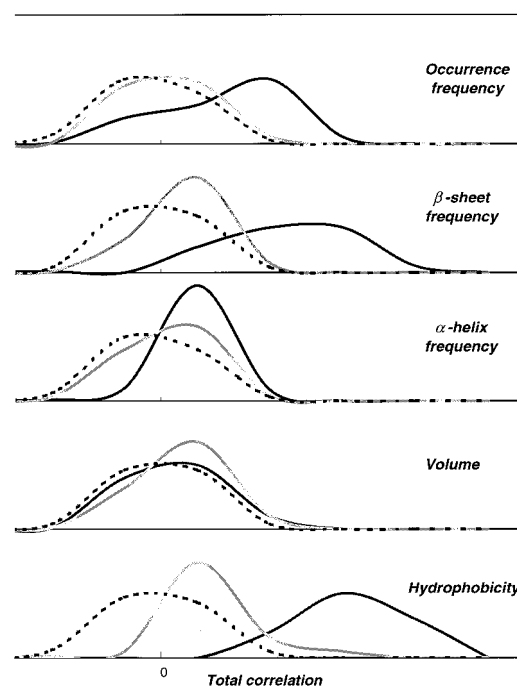 Occurrence
frequency
β-sheet
frequency
α-helix
frequency
Volume
Hydrophobicity
0
Total correlation